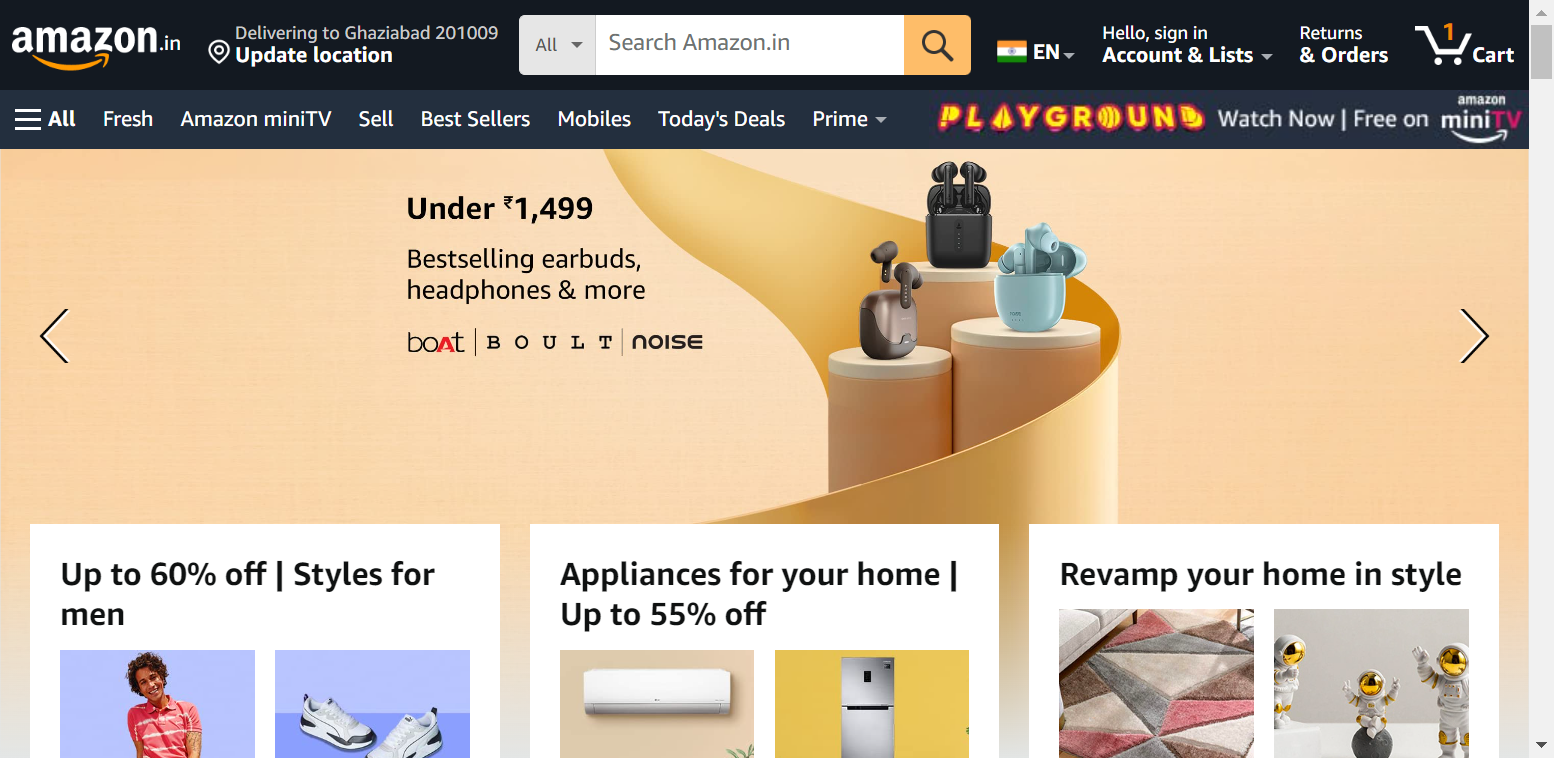 amazon.in
Delivering to Ghaziabad 201009
Update location
All
Search Amazon.in
EN
Hello, sign in
Account & Lists
Returns
& Orders
1
Cart
All
Fresh
Amazon miniTV
Sell
Best Sellers
Mobiles
Today's Deals
Prime
PLAYGROUND
Watch Now | Free on
amazon
miniTV
Under ₹1,499
Bestselling earbuds,
headphones & more
boAt | BOULT | noise
Up to 60% off | Styles for
men
Appliances for your home |
Up to 55% off
Revamp your home in style